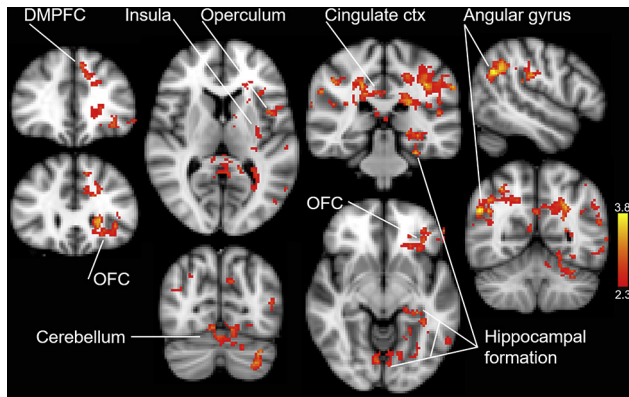 DMPFC
Insula
Operculum
Cingulate ctx
Angular gyrus
OFC
OFC
3.8
2.3
Cerebellum
Hippocampal
formation